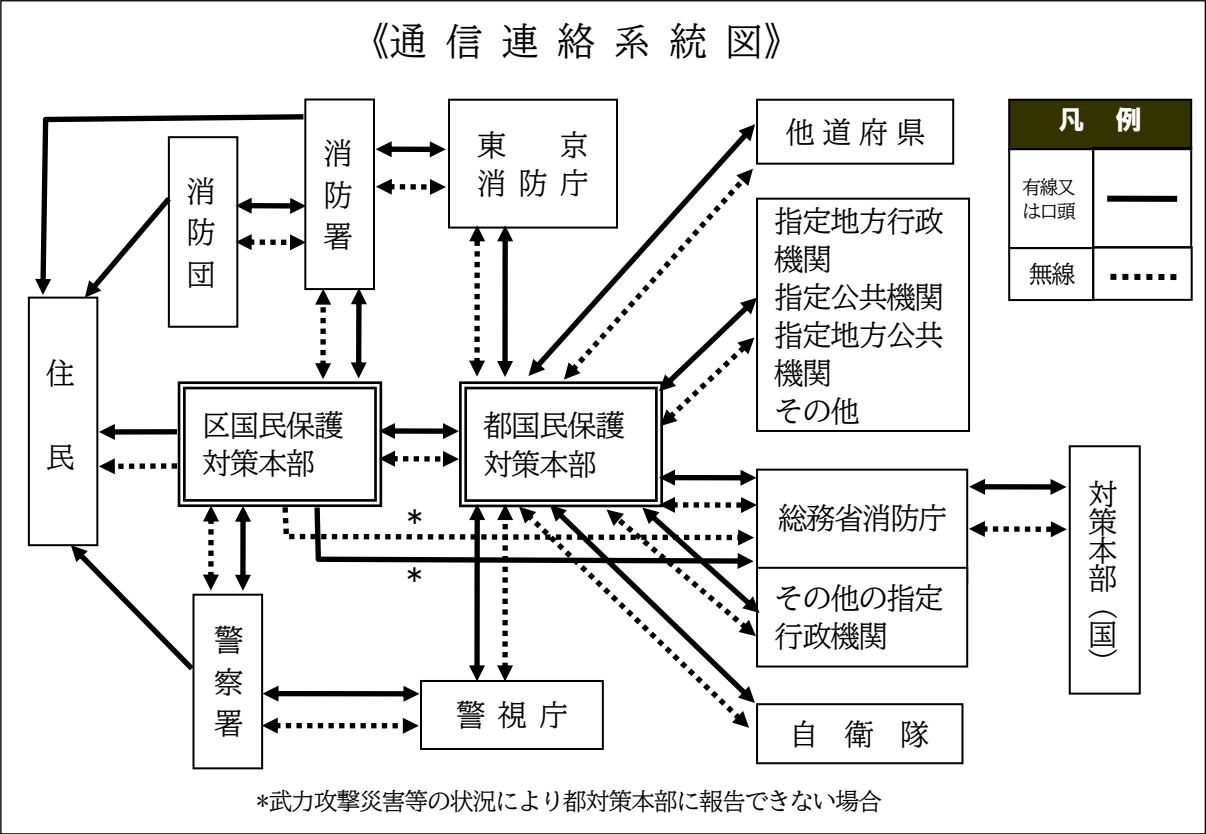 《通信連絡系統図》
凡 例
有線又
は口頭
無線
消防署
消防団
東 京
消防庁
他道府県
指定地方行政
機関
指定公共機関
指定地方公共
機関
その他
住民
区国民保護
対策本部
都国民保護
対策本部
*
*
総務省消防庁
その他の指定
行政機関
対策本部（国）
警察署
警視庁
自衛隊
*武力攻撃災害等の状況により都対策本部に報告できない場合